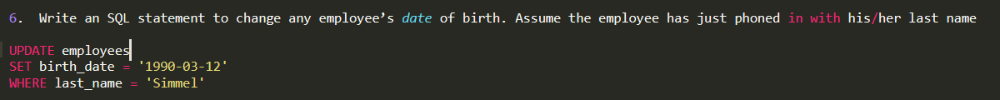 6.  Write an SQL statement to change any employee’s date of birth. Assume the employee has just phoned in with his/her last name
UPDATE employees
SET birth_date = '1990-03-12'
WHERE last_name = 'Simmel'